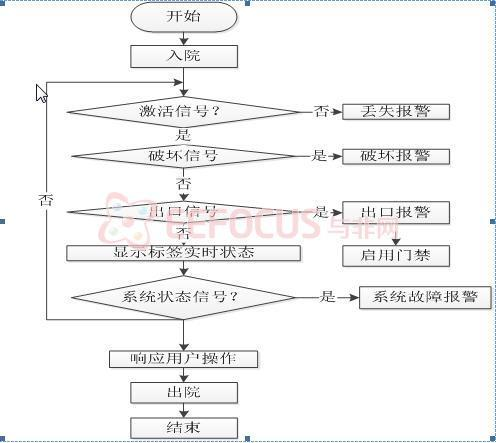 开始
入院
激活信号？
否
丢失报警
是
破坏信号
是
破坏报警
否
否
出口信号
是
出口报警
EEFOCUS 与非网
否
显示标签实时状态
启用门禁
系统状态信号？
是
系统故障报警
响应用户操作
出院
结束